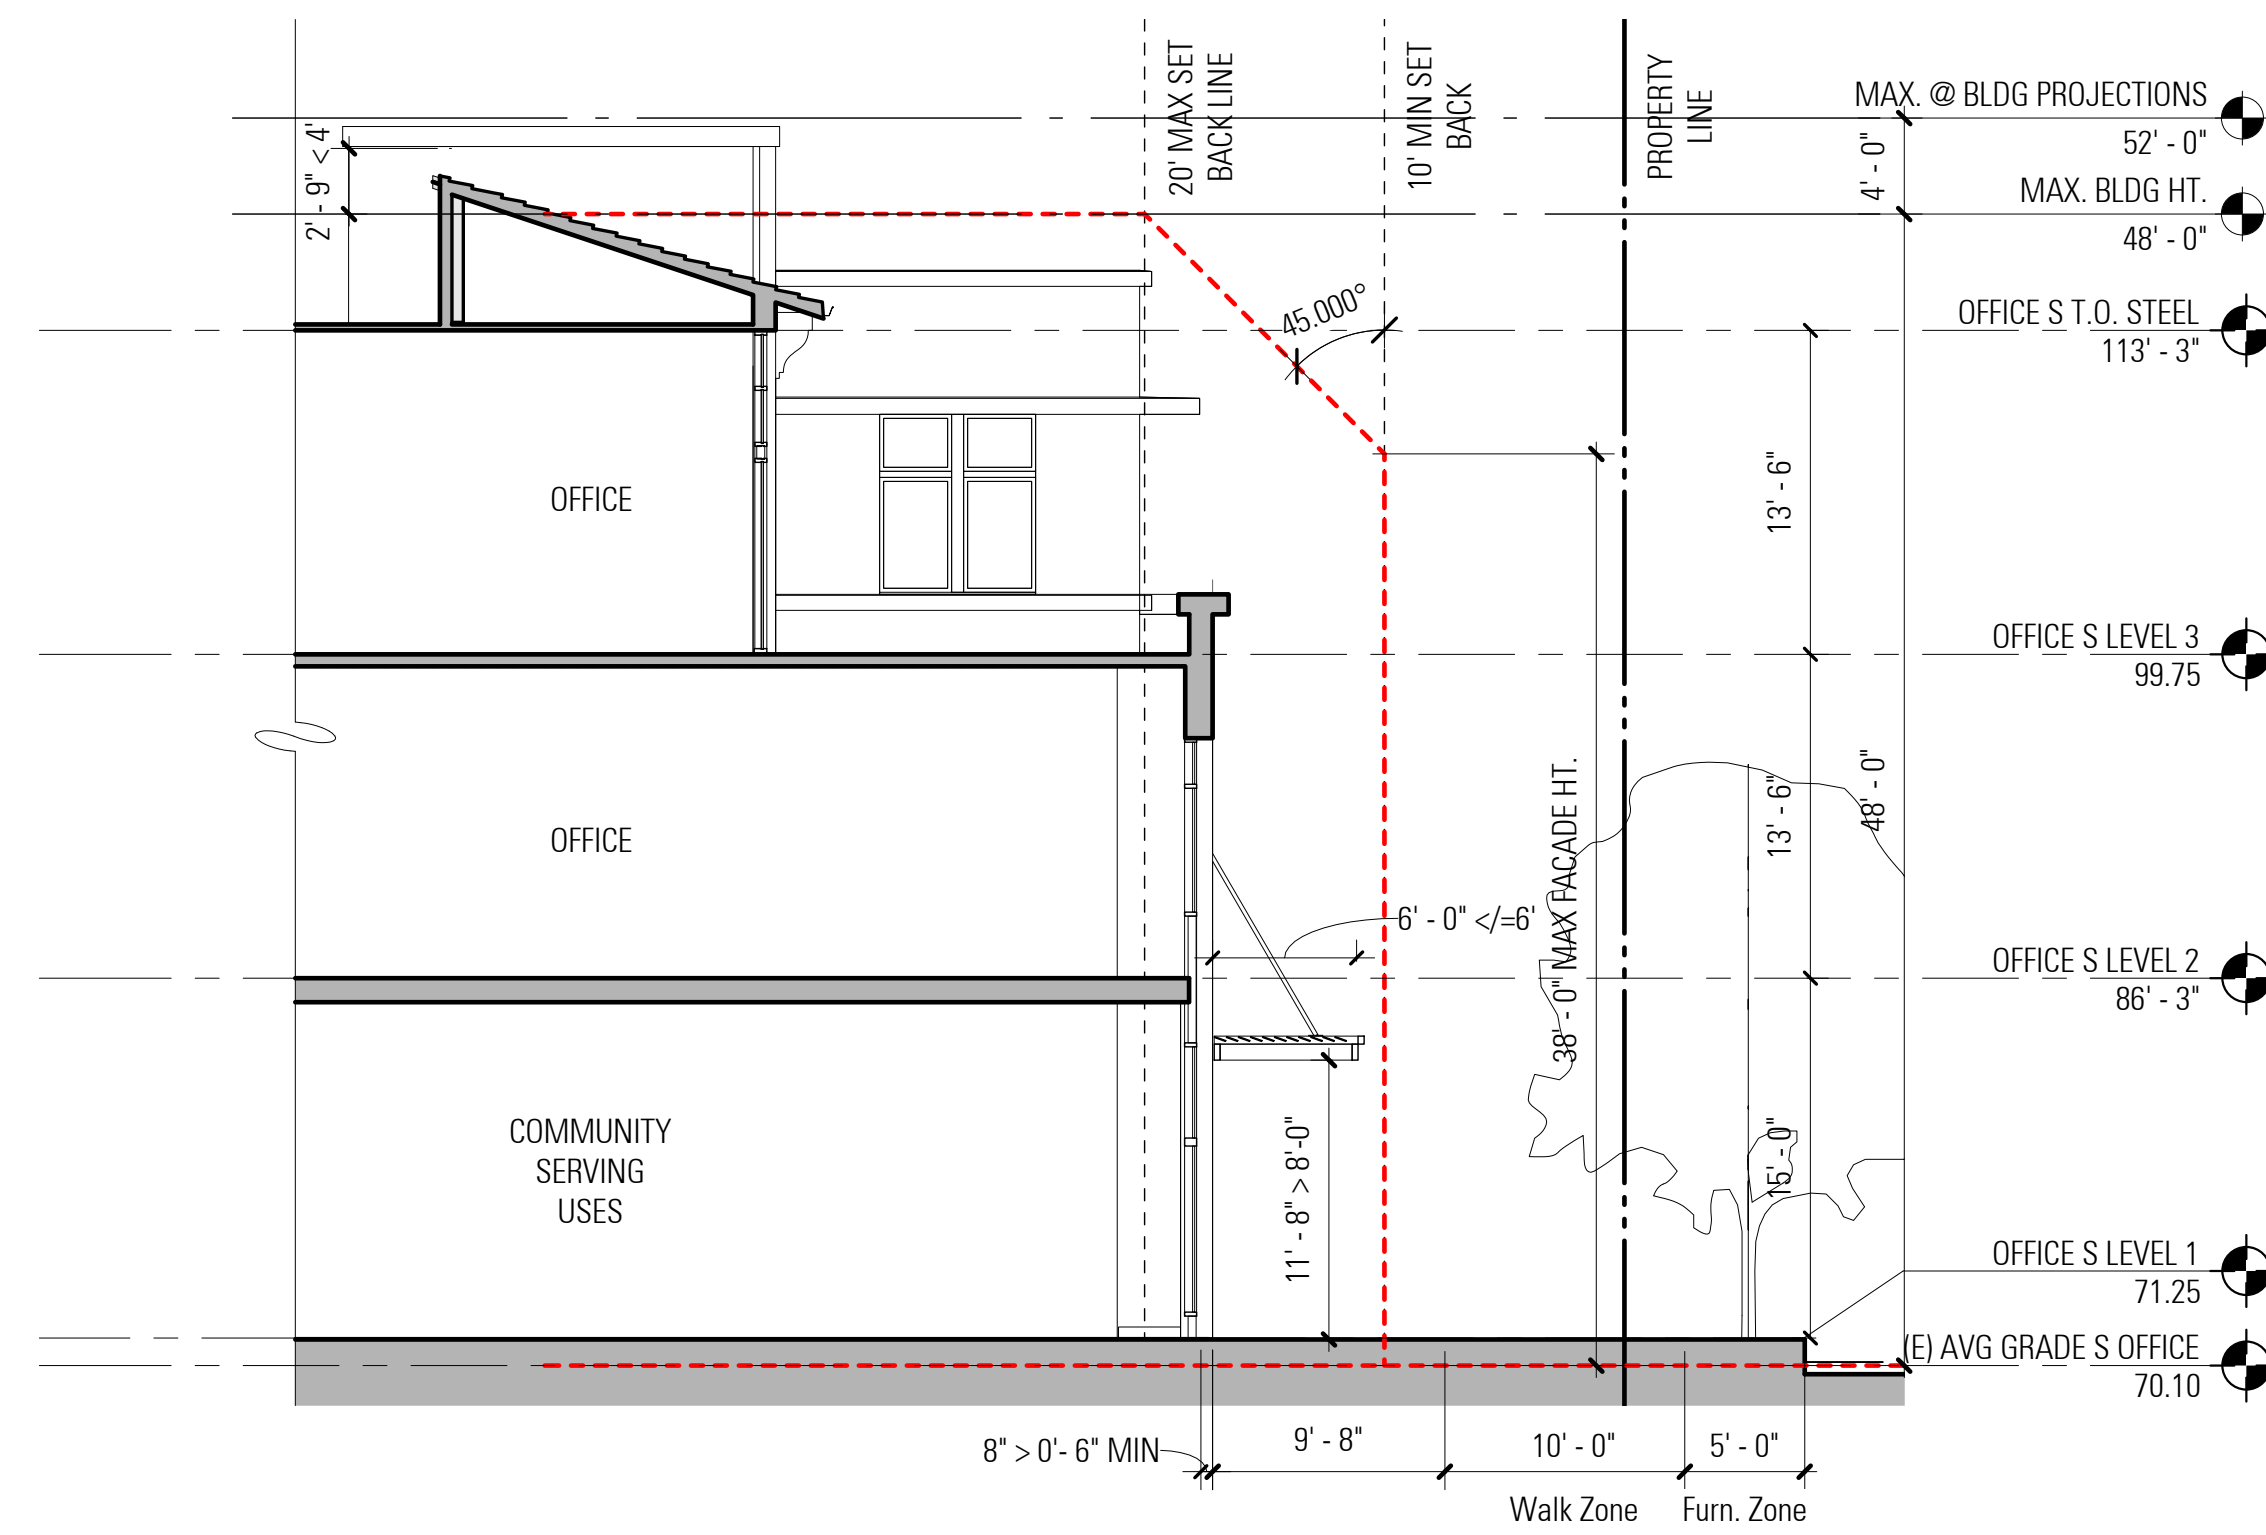 20' MAX SET
BACK LINE
10' MIN SET
BACK
PROPERTY
LINE
MAX. @ BLDG PROJECTIONS
52' - 0"
4' - 0"
MAX. BLDG HT.
48' - 0"
2' - 9" < 4'
45.000°
OFFICE S T.O. STEEL
113' - 3"
13' - 6"
OFFICE
OFFICE S LEVEL 3
99.75
13' - 6"
48' - 0"
OFFICE
38' - 0" MAX FACADE HT.
6' - 0" </=6'
OFFICE S LEVEL 2
86' - 3"
COMMUNITY
SERVING
USES
11' - 8" > 8'-0"
15' - 0"
OFFICE S LEVEL 1
71.25
(E) AVG GRADE S OFFICE
70.10
8" > 0'- 6" MIN
9' - 8"
10' - 0"
5' - 0"
Walk Zone
Furn. Zone